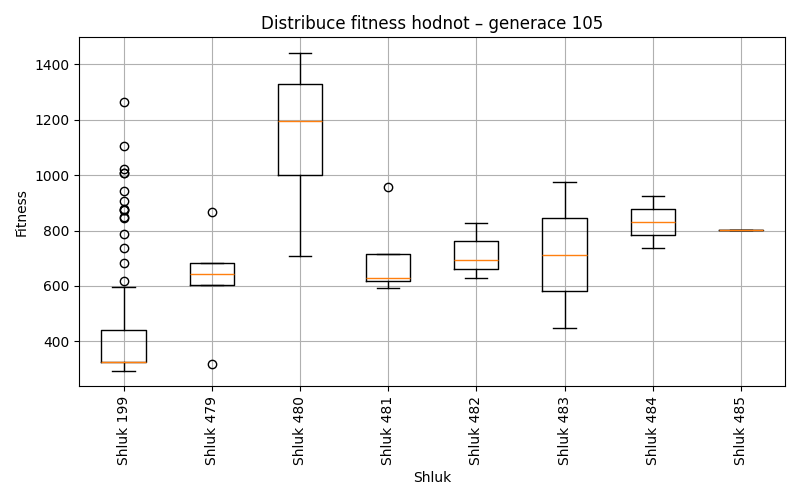 Distribuce fitness hodnot – generace 105
Fitness
1400
1200
1000
800
600
400
Shluk 199
Shluk 479
Shluk 480
Shluk 481
Shluk 482
Shluk 483
Shluk 484
Shluk 485
Shluk